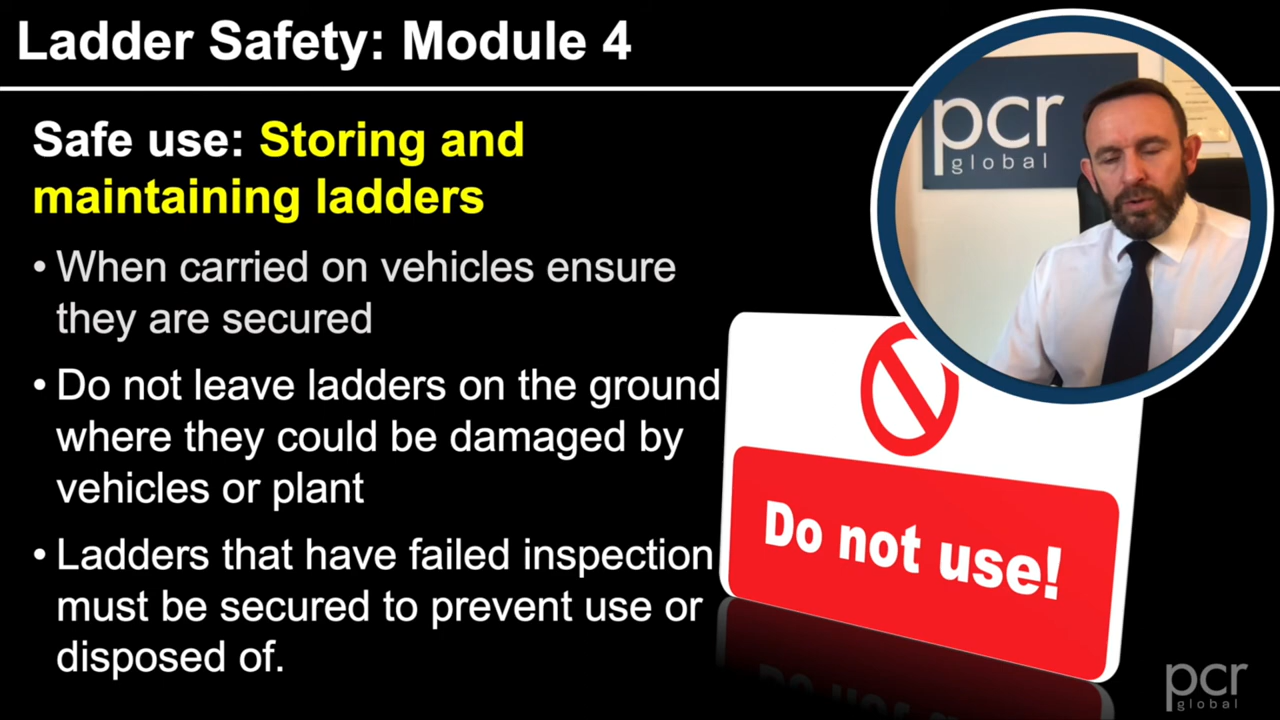 Ladder Safety: Module 4
pcr
global
Safe use: Storing and
maintaining ladders
• When carried on vehicles ensure
they are secured
• Do not leave ladders on the ground
where they could be damaged by
vehicles or plant
• Ladders that have failed inspection
must be secured to prevent use or
disposed of.
Do not use!
pcr
global